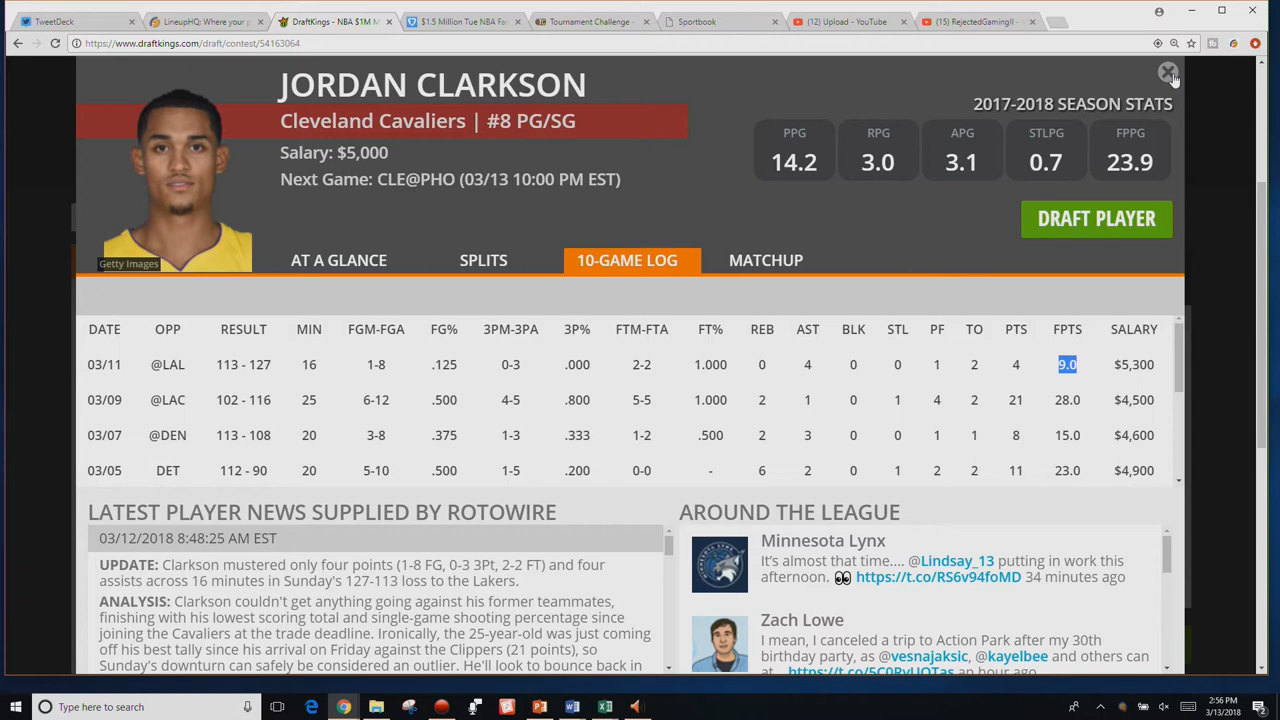 TweetDeck
LineupHQ: Where your p
DraftKings - NBA $1M M
$1.5 Million Tue NBA Fa
Tournament Challenge -
Sportbook
(12) Upload - YouTube
(15) RejectedGamingII -
https://www.draftkings.com/draft/contest/54163064
JORDAN CLARKSON
Cleveland Cavaliers | #8 PG/SG
Salary: $5,000
Next Game: CLE@PHO (03/13 10:00 PM EST)
Getty Images
2017-2018 SEASON STATS
PPG RPG APG STLPG FPPG
14.2 3.0 3.1 0.7 23.9
DRAFT PLAYER
AT A GLANCE SPLITS 10-GAME LOG MATCHUP
DATE OPP RESULT MIN FGM-FGA FG% 3PM-3PA 3P% FTM-FTA FT% REB AST BLK STL PF TO PTS FPTS SALARY
03/11 @LAL 113 - 127 16 1-8 .125 0-3 .000 2-2 1.000 0 4 0 0 1 2 4 9.0 $5,300
03/09 @LAC 102 - 116 25 6-12 .500 4-5 .800 5-5 1.000 2 1 0 1 4 2 21 28.0 $4,500
03/07 @DEN 113 - 108 20 3-8 .375 1-3 .333 1-2 .500 2 3 0 0 1 1 8 15.0 $4,600
03/05 DET 112 - 90 20 5-10 .500 1-5 .200 0-0 - 6 2 0 1 2 2 11 23.0 $4,900
LATEST PLAYER NEWS SUPPLIED BY ROTOWIRE
03/12/2018 8:48:25 AM EST
UPDATE: Clarkson mustered only four points (1-8 FG, 0-3 3Pt, 2-2 FT) and four
assists across 16 minutes in Sunday's 127-113 loss to the Lakers.
ANALYSIS: Clarkson couldn't get anything going against his former teammates,
finishing with his lowest scoring total and single-game shooting percentage since
joining the Cavaliers at the trade deadline. Ironically, the 25-year-old was just coming
off his best tally since his arrival on Friday against the Clippers (21 points), so
Sunday's downturn can safely be considered an outlier. He'll look to bounce back in
AROUND THE LEAGUE
Minnesota Lynx
It's almost that time.... @Lindsay_13 putting in work this
afternoon. 👀 https://t.co/RS6v94foMD 34 minutes ago
Zach Lowe
I mean, I canceled a trip to Action Park after my 30th
birthday party, as @vesnajaksic, @kayelbee and others can
at... an hour ago
Type here to search
2:56 PM
3/13/2018